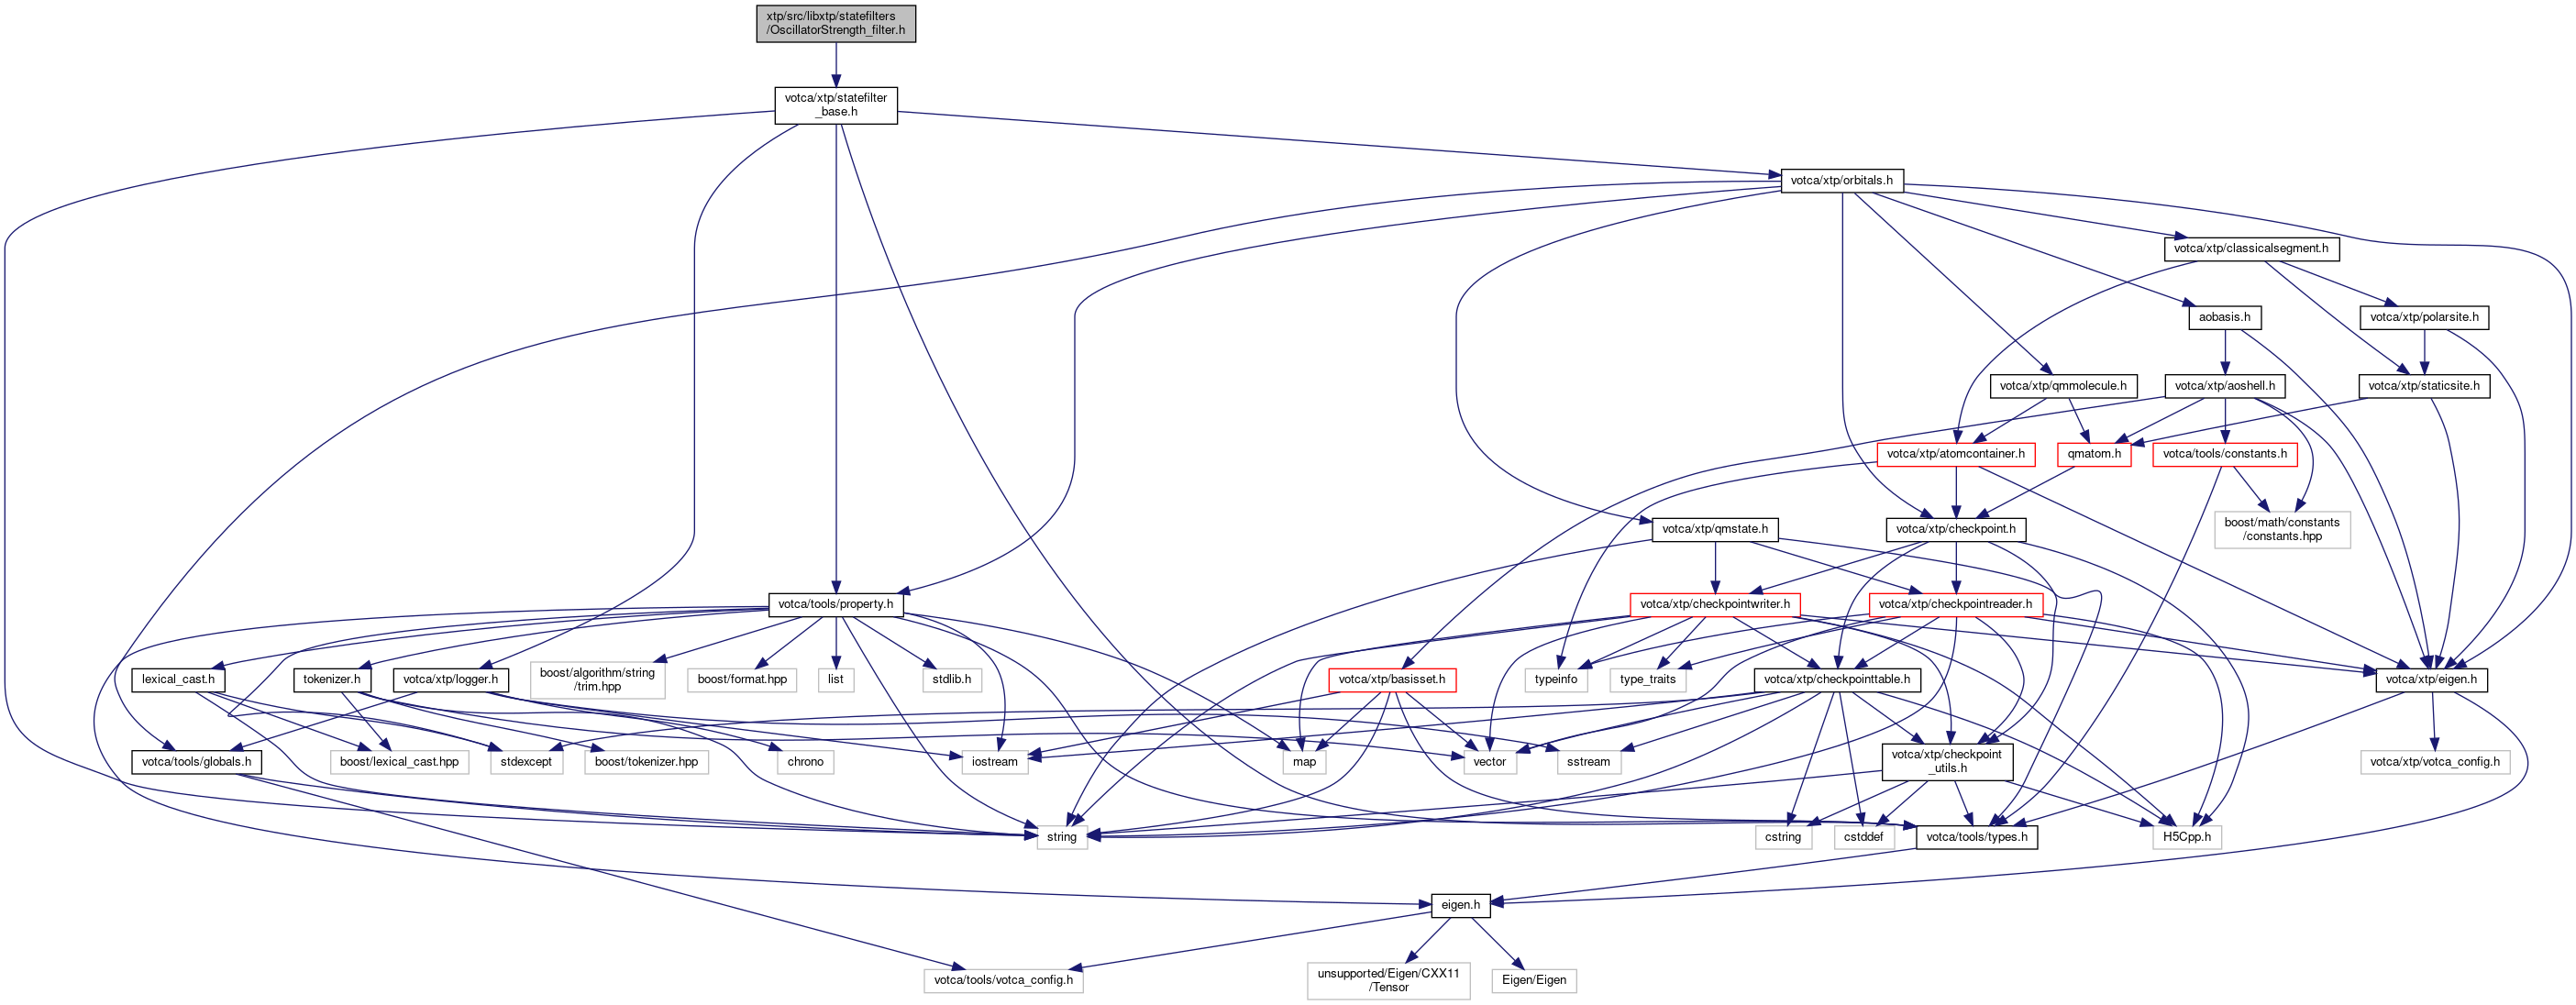 xtp/src/libxtp/statefilters
/OscillatorStrength_filter.h
votca/xtp/statefilter
_base.h
votca/xtp/orbitals.h
votca/xtp/classicalsegment.h
aobasis.h
votca/xtp/polarsite.h
votca/xtp/qmmolecule.h
votca/xtp/aoshell.h
votca/xtp/staticsite.h
votca/xtp/atomcontainer.h
qmatom.h
votca/tools/constants.h
votca/xtp/qmstate.h
votca/xtp/checkpoint.h
boost/math/constants
/constants.hpp
votca/tools/property.h
votca/xtp/checkpointwriter.h
votca/xtp/checkpointreader.h
lexical_cast.h
tokenizer.h
votca/xtp/logger.h
boost/algorithm/string
/trim.hpp
boost/format.hpp
list
stdlib.h
votca/xtp/basisset.h
typeinfo
type_traits
votca/xtp/checkpointtable.h
votca/xtp/eigen.h
votca/tools/globals.h
boost/lexical_cast.hpp
stdexcept
boost/tokenizer.hpp
chrono
iostream
map
vector
sstream
votca/xtp/checkpoint
_utils.h
votca/xtp/votca_config.h
string
cstring
cstddef
votca/tools/types.h
H5Cpp.h
eigen.h
votca/tools/votca_config.h
unsupported/Eigen/CXX11
/Tensor
Eigen/Eigen